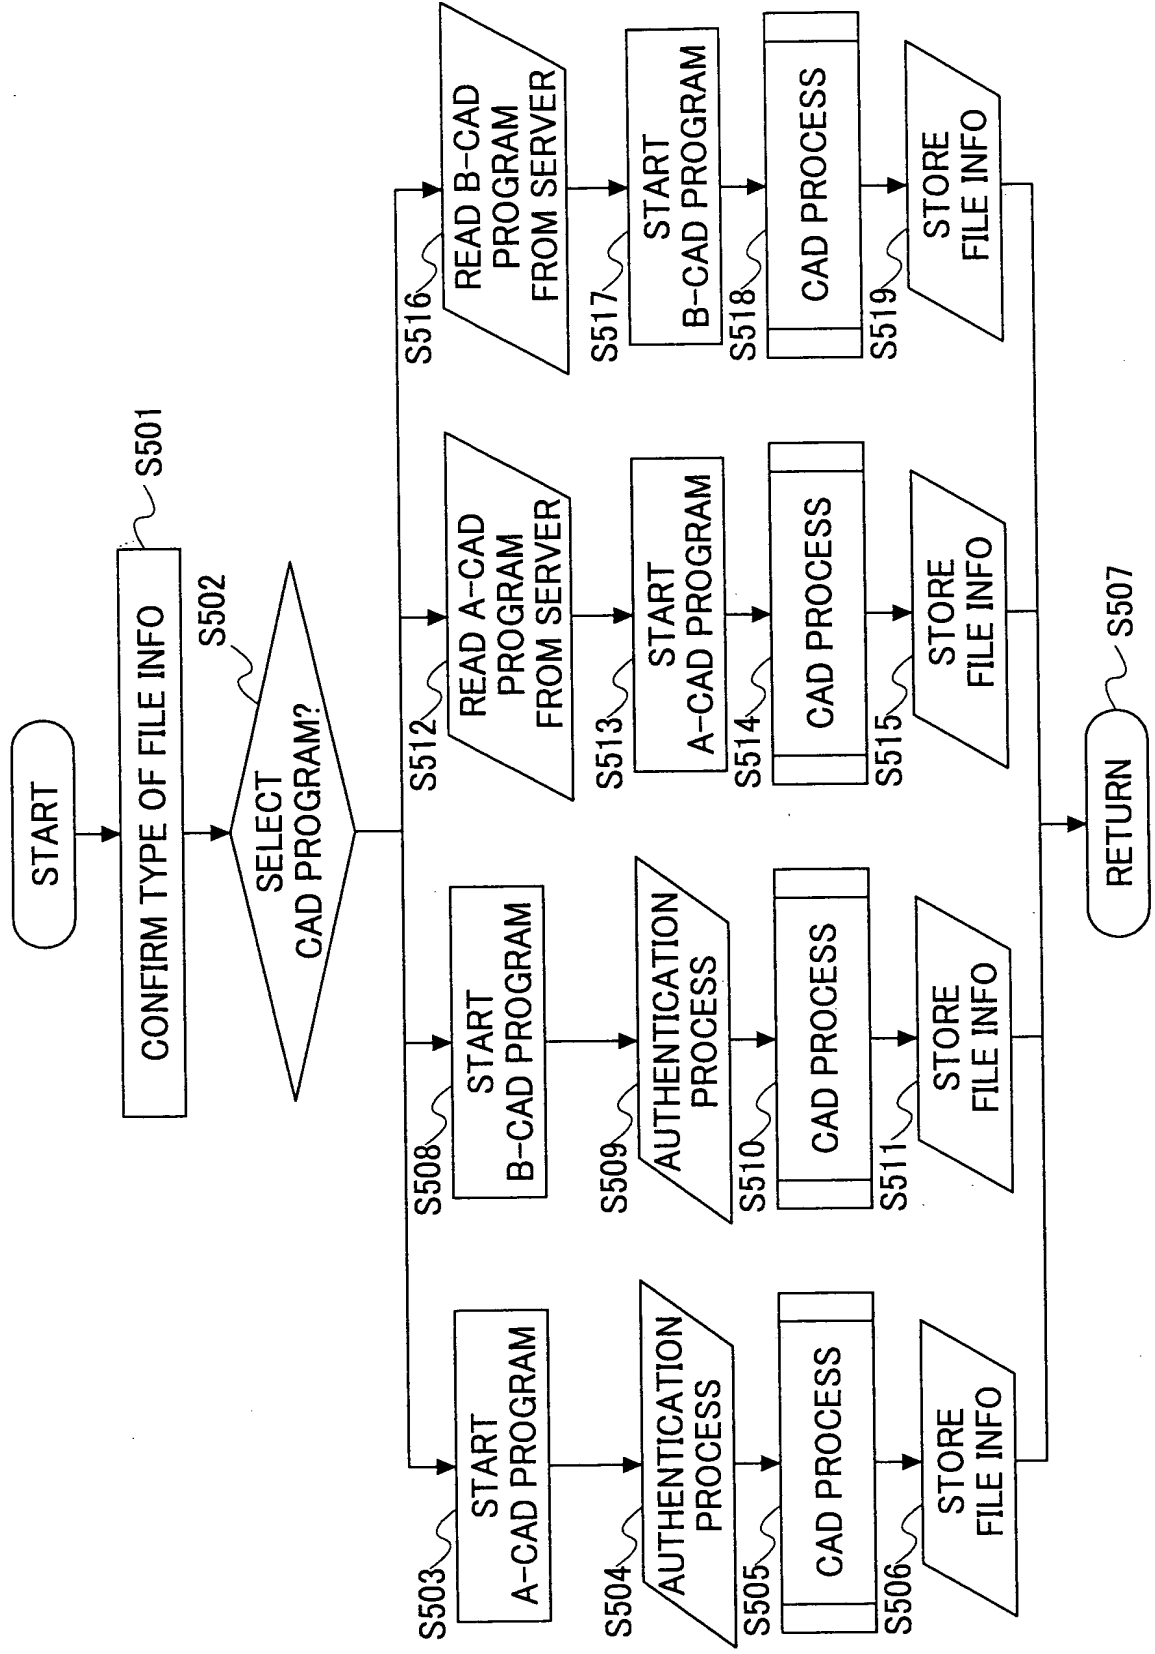 START
CONFIRM TYPE OF FILE INFO
S501
SELECT
CAD PROGRAM?
S502
S503
START
A-CAD PROGRAM
S504
AUTHENTICATION
PROCESS
S505
CAD PROCESS
S506
STORE
FILE INFO
S508
START
B-CAD PROGRAM
S509
AUTHENTICATION
PROCESS
S510
CAD PROCESS
S511
STORE
FILE INFO
S512
READ A-CAD
PROGRAM
FROM SERVER
S513
START
A-CAD PROGRAM
S514
CAD PROCESS
S515
STORE
FILE INFO
S516
READ B-CAD
PROGRAM
FROM SERVER
S517
START
B-CAD PROGRAM
S518
CAD PROCESS
S519
STORE
FILE INFO
RETURN
S507